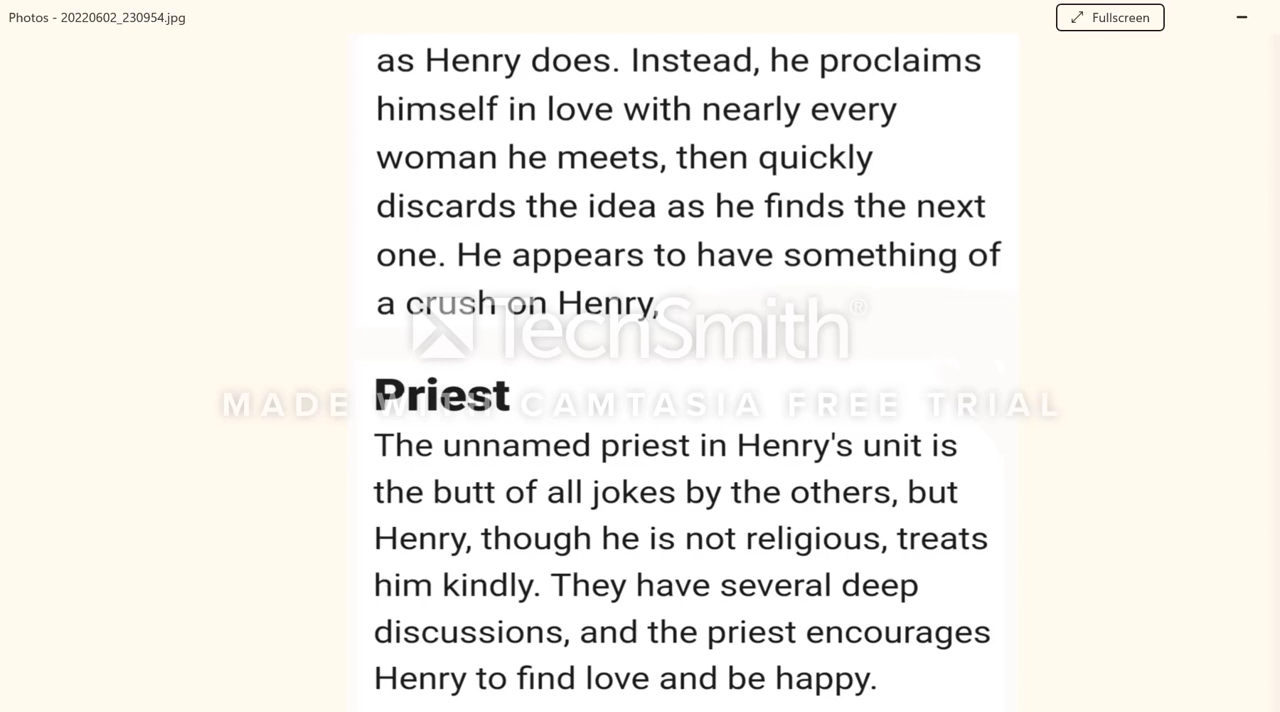 Photos - 20220602_230954.jpg
Fullscreen
as Henry does. Instead, he proclaims
himself in love with nearly every
woman he meets, then quickly
discards the idea as he finds the next
one. He appears to have something of
a crush on Henry,
TechSmith®
Priest
MADE WITH CAMTASIA FREE TRIAL
The unnamed priest in Henry's unit is
the butt of all jokes by the others, but
Henry, though he is not religious, treats
him kindly. They have several deep
discussions, and the priest encourages
Henry to find love and be happy.